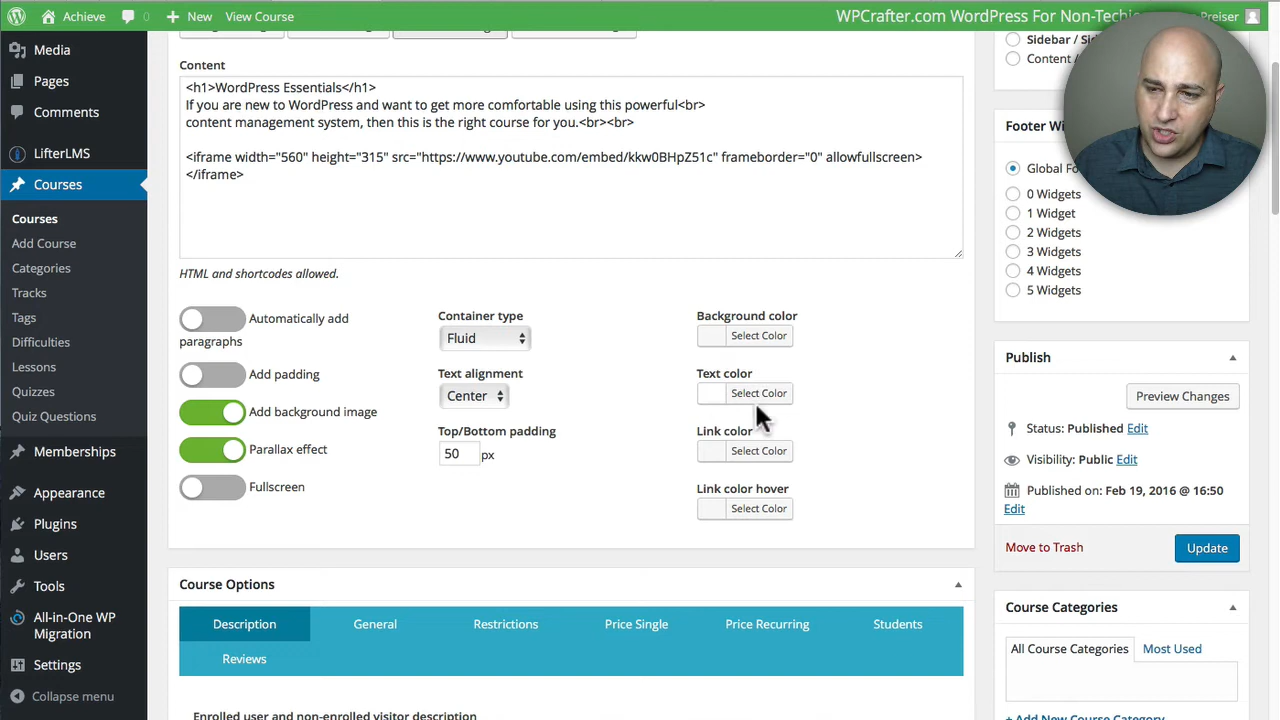 Achieve
0
New
View Course
WPCrafter.com WordPress For Non-Techi
Preiser
Media
Pages
Comments
LifterLMS
Courses
Courses
Add Course
Categories
Tracks
Tags
Difficulties
Lessons
Quizzes
Quiz Questions
Memberships
Appearance
Plugins
Users
Tools
All-in-One WP
Migration
Settings
Collapse menu
Content
<h1>WordPress Essentials</h1>
If you are new to WordPress and want to get more comfortable using this powerful<br>
content management system, then this is the right course for you.<br><br>
<iframe width="560" height="315" src="https://www.youtube.com/embed/kkw0BHpZ51c" frameborder="0" allowfullscreen>
</iframe>
HTML and shortcodes allowed.
Automatically add
paragraphs
Add padding
Add background image
Parallax effect
Fullscreen
Container type
Fluid
Text alignment
Center
Top/Bottom padding
50 px
Background color
Select Color
Text color
Select Color
Link color
Select Color
Link color hover
Select Color
Course Options
Description
General
Restrictions
Price Single
Price Recurring
Students
Reviews
Enrolled user and non-enrolled visitor description
Sidebar /
Content /
Footer
Global
0 Widgets
1 Widget
2 Widgets
3 Widgets
4 Widgets
5 Widgets
Publish
Preview Changes
Status: Published Edit
Visibility: Public Edit
Published on: Feb 19, 2016 @ 16:50
Edit
Move to Trash
Update
Course Categories
All Course Categories
Most Used
+ Add New Course Category